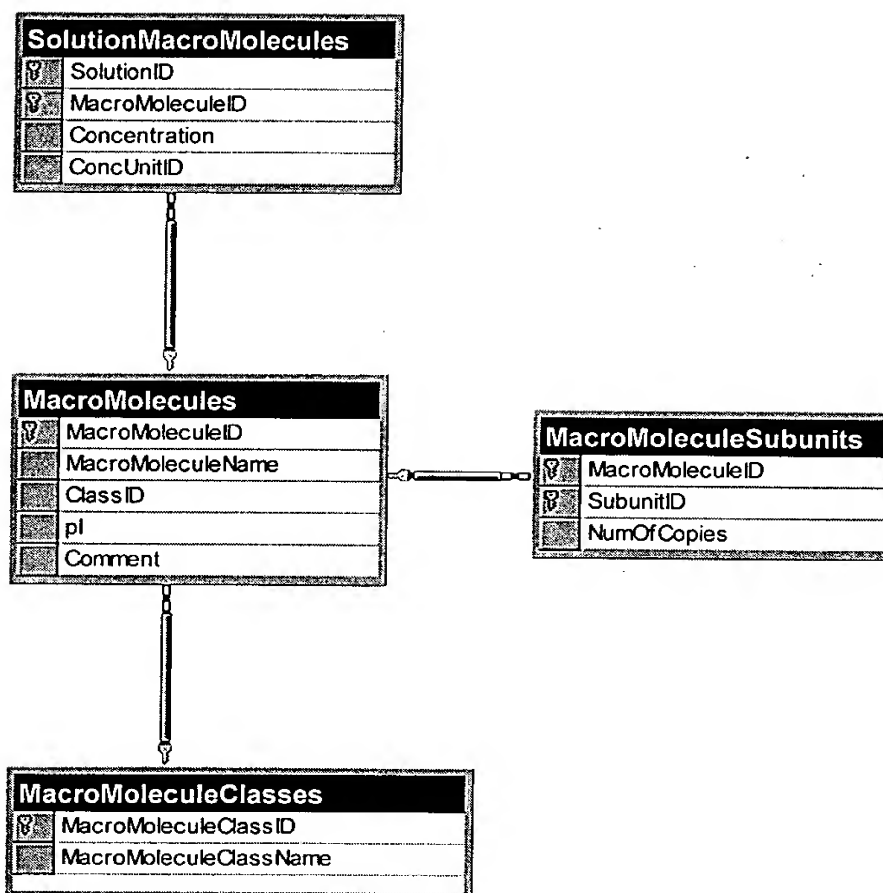 SolutionMacroMolecules
SolutionID
MacroMoleculeID
Concentration
ConcUnitID
MacroMolecules
MacroMoleculeID
MacroMoleculeName
ClassID
pI
Comment
MacroMoleculeSubunits
MacroMoleculeID
SubunitID
NumOfCopies
MacroMoleculeClasses
MacroMoleculeClassID
MacroMoleculeClassName